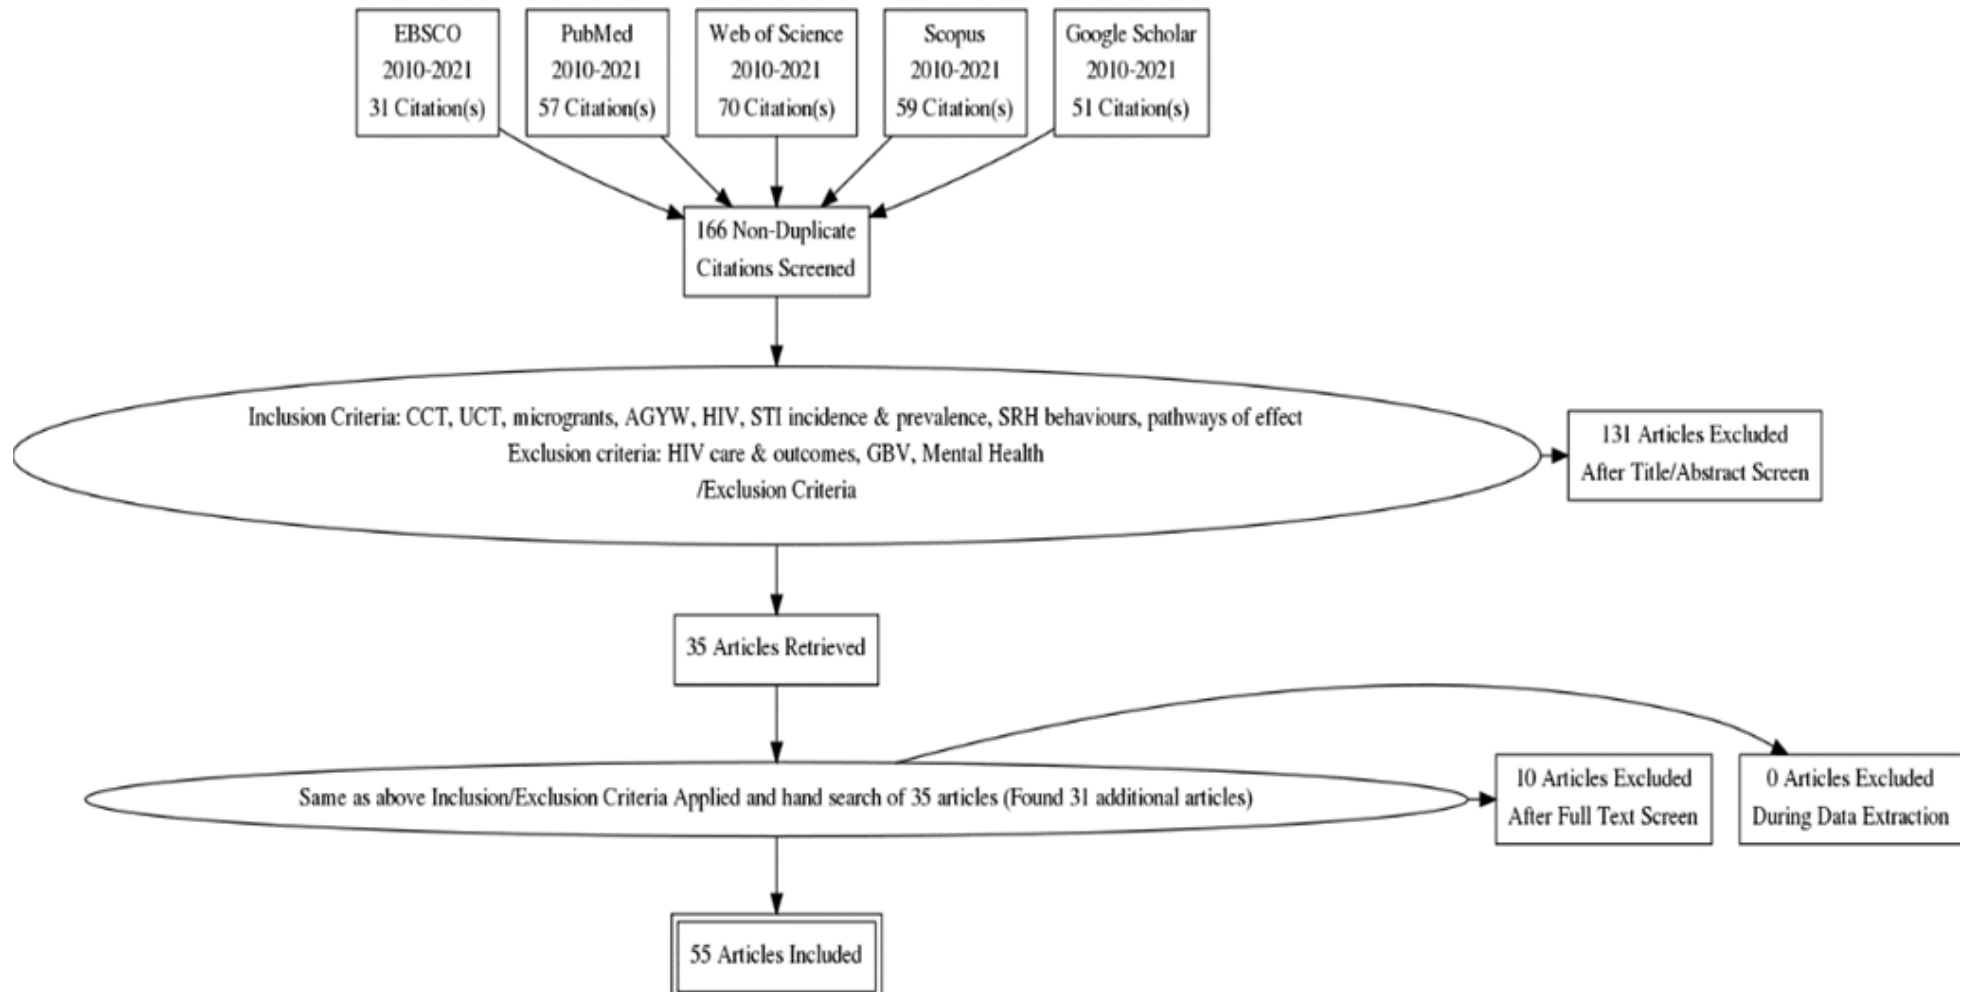 EBSCO
2010-2021
31 Citation(s)
PubMed
2010-2021
57 Citation(s)
Web of Science
2010-2021
70 Citation(s)
Scopus
2010-2021
59 Citation(s)
Google Scholar
2010-2021
51 Citation(s)
166 Non-Duplicate
Citations Screened
Inclusion Criteria: CCT, UCT, microgrants, AGYW, HIV, STI incidence & prevalence, SRH behaviours, pathways of effect
Exclusion criteria: HIV care & outcomes, GBV, Mental Health
/Exclusion Criteria
131 Articles Excluded
After Title/Abstract Screen
35 Articles Retrieved
Same as above Inclusion/Exclusion Criteria Applied and hand search of 35 articles (Found 31 additional articles)
10 Articles Excluded
After Full Text Screen
0 Articles Excluded
During Data Extraction
55 Articles Included